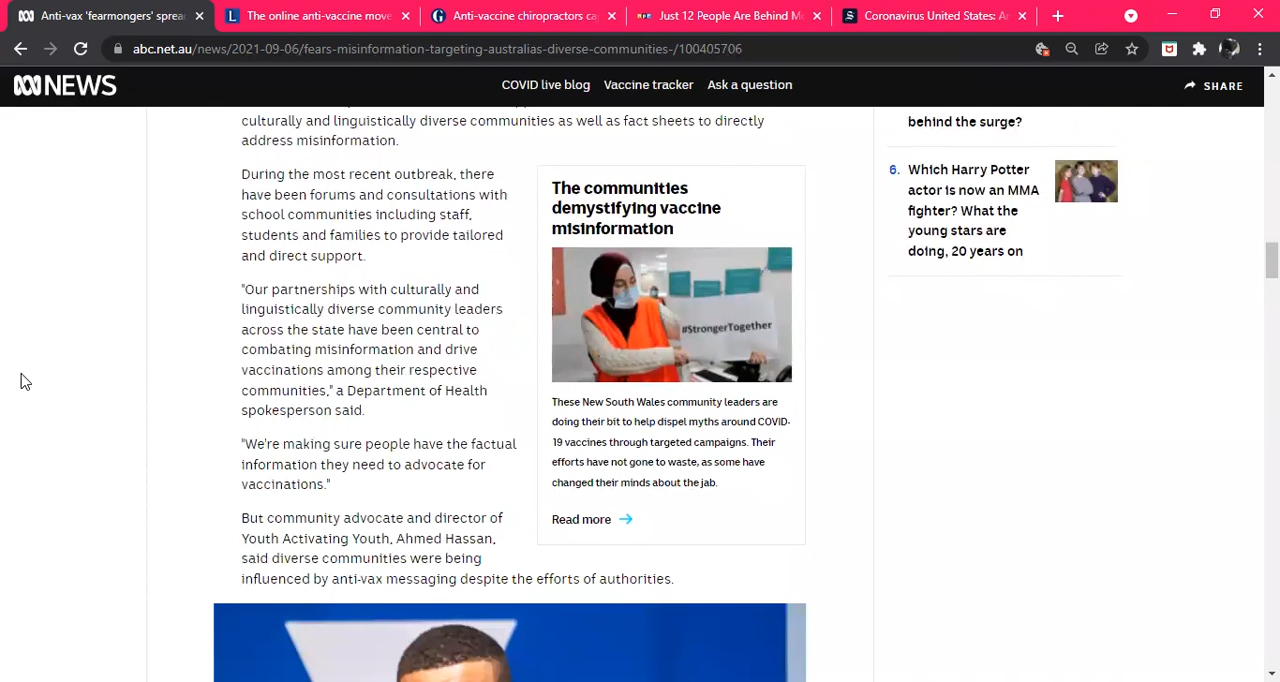 Anti-vax 'fearmongers' sprea
The online anti-vaccine move
Anti-vaccine chiropractors ca
Just 12 People Are Behind M
Coronavirus United States: A
abc.net.au/news/2021-09-06/fears-misinformation-targeting-australias-diverse-communities-/100405706
NEWS
COVID live blog
Vaccine tracker
Ask a question
SHARE
culturally and linguistically diverse communities as well as fact sheets to directly
address misinformation.
During the most recent outbreak, there
have been forums and consultations with
school communities including staff,
students and families to provide tailored
and direct support.
"Our partnerships with culturally and
linguistically diverse community leaders
across the state have been central to
combating misinformation and drive
vaccinations among their respective
communities," a Department of Health
spokesperson said.
"We're making sure people have the factual
information they need to advocate for
vaccinations."
But community advocate and director of
Youth Activating Youth, Ahmed Hassan,
said diverse communities were being
influenced by anti-vax messaging despite the efforts of authorities.
The communities
demystifying vaccine
misinformation
#StrongerTogether
These New South Wales community leaders are
doing their bit to help dispel myths around COVID-
19 vaccines through targeted campaigns. Their
efforts have not gone to waste, as some have
changed their minds about the jab.
Read more
behind the surge?
6. Which Harry Potter
actor is now an MMA
fighter? What the
young stars are
doing, 20 years on